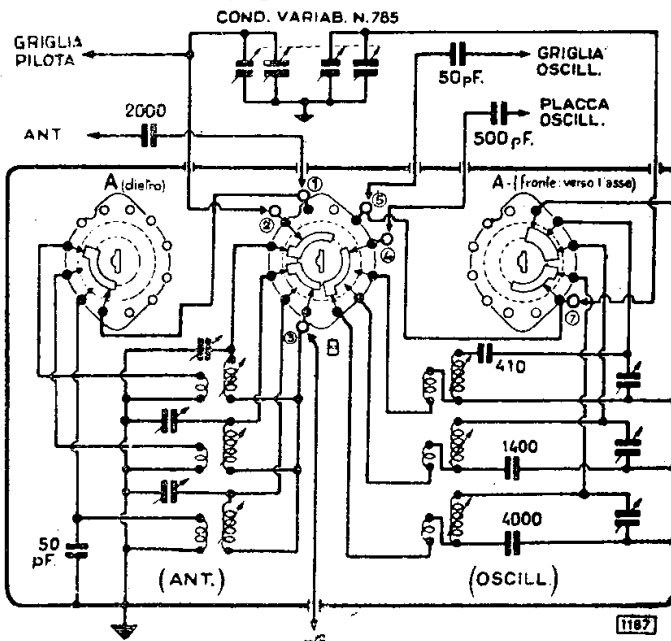 COND. VARIAB. N.785
GRIGLIA
PILOTA
50pF.
GRIGLIA
OSCILL.
2000
ANT
500pF.
PLACCA
OSCILL.
A (dietro)
①
⑤
A-(fronte: verso l'asse)
②
④
③
B
⑦
410
1400
4000
50
pF.
(ANT.)
(OSCILL.)
1187